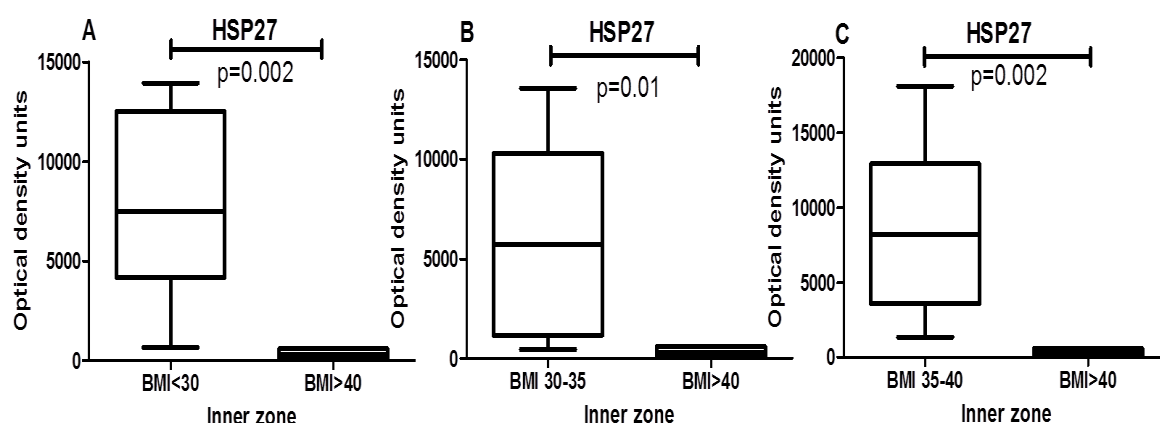 A
HSP27
p=0.002
Optical density units
15000
10000
5000
0
BMI<30
BMI>40
Inner zone
B
HSP27
p=0.01
Optical density units
15000
10000
5000
0
BMI 30-35
BMI>40
Inner zone
C
HSP27
p=0.002
Optical density units
20000
15000
10000
5000
0
BMI 35-40
BMI>40
Inner zone